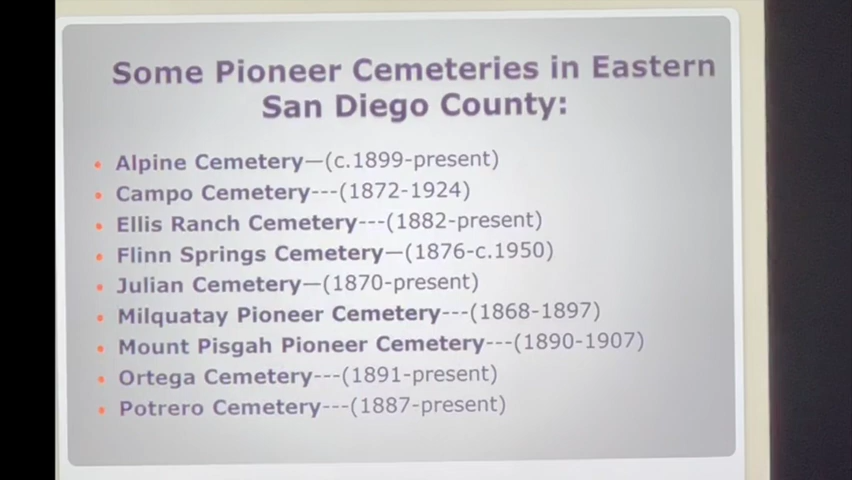 Some Pioneer Cemeteries in Eastern
San Diego County:
• Alpine Cemetery—(c.1899-present)
• Campo Cemetery---(1872-1924)
• Ellis Ranch Cemetery---(1882-present)
• Flinn Springs Cemetery—(1876-c.1950)
• Julian Cemetery—(1870-present)
• Milquatay Pioneer Cemetery---(1868-1897)
• Mount Pisgah Pioneer Cemetery---(1890-1907)
• Ortega Cemetery---(1891-present)
• Potrero Cemetery---(1887-present)